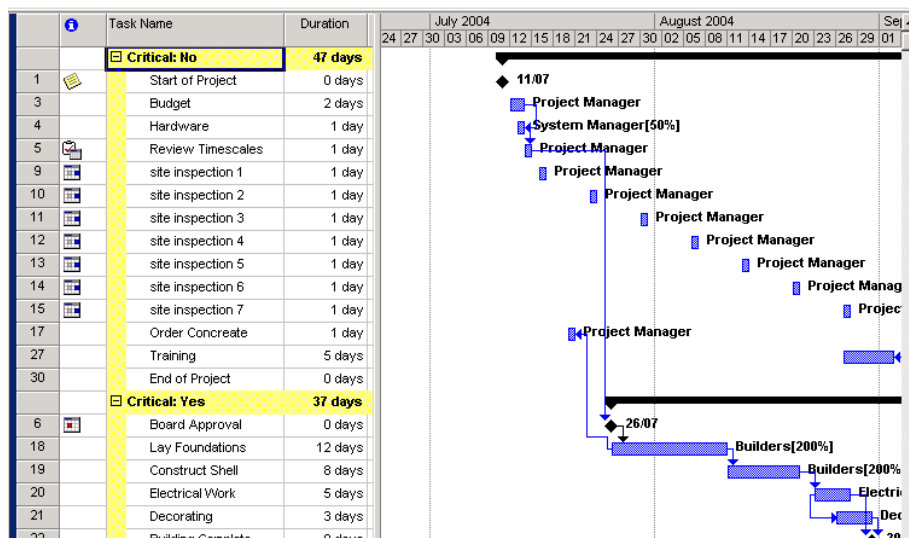 Task Name Duration July 2004 August 2004
24 27 30 03 06 09 12 15 18 21 24 27 30 02 05 08 11 14 17 20 23 26 29 01
Critical: No 47 days
1 Start of Project 0 days 11/07
3 Budget 2 days Project Manager
4 Hardware 1 day System Manager[50%]
5 Review Timescales 1 day Project Manager
9 site inspection 1 1 day Project Manager
10 site inspection 2 1 day Project Manager
11 site inspection 3 1 day Project Manager
12 site inspection 4 1 day Project Manager
13 site inspection 5 1 day Project Manager
14 site inspection 6 1 day Project Manag
15 site inspection 7 1 day Projec
17 Order Concreate 1 day Project Manager
27 Training 5 days
30 End of Project 0 days
Critical: Yes 37 days
6 Board Approval 0 days 26/07
18 Lay Foundations 12 days Builders[200%]
19 Construct Shell 8 days Builders[200%
20 Electrical Work 5 days Electri
21 Decorating 3 days Dec